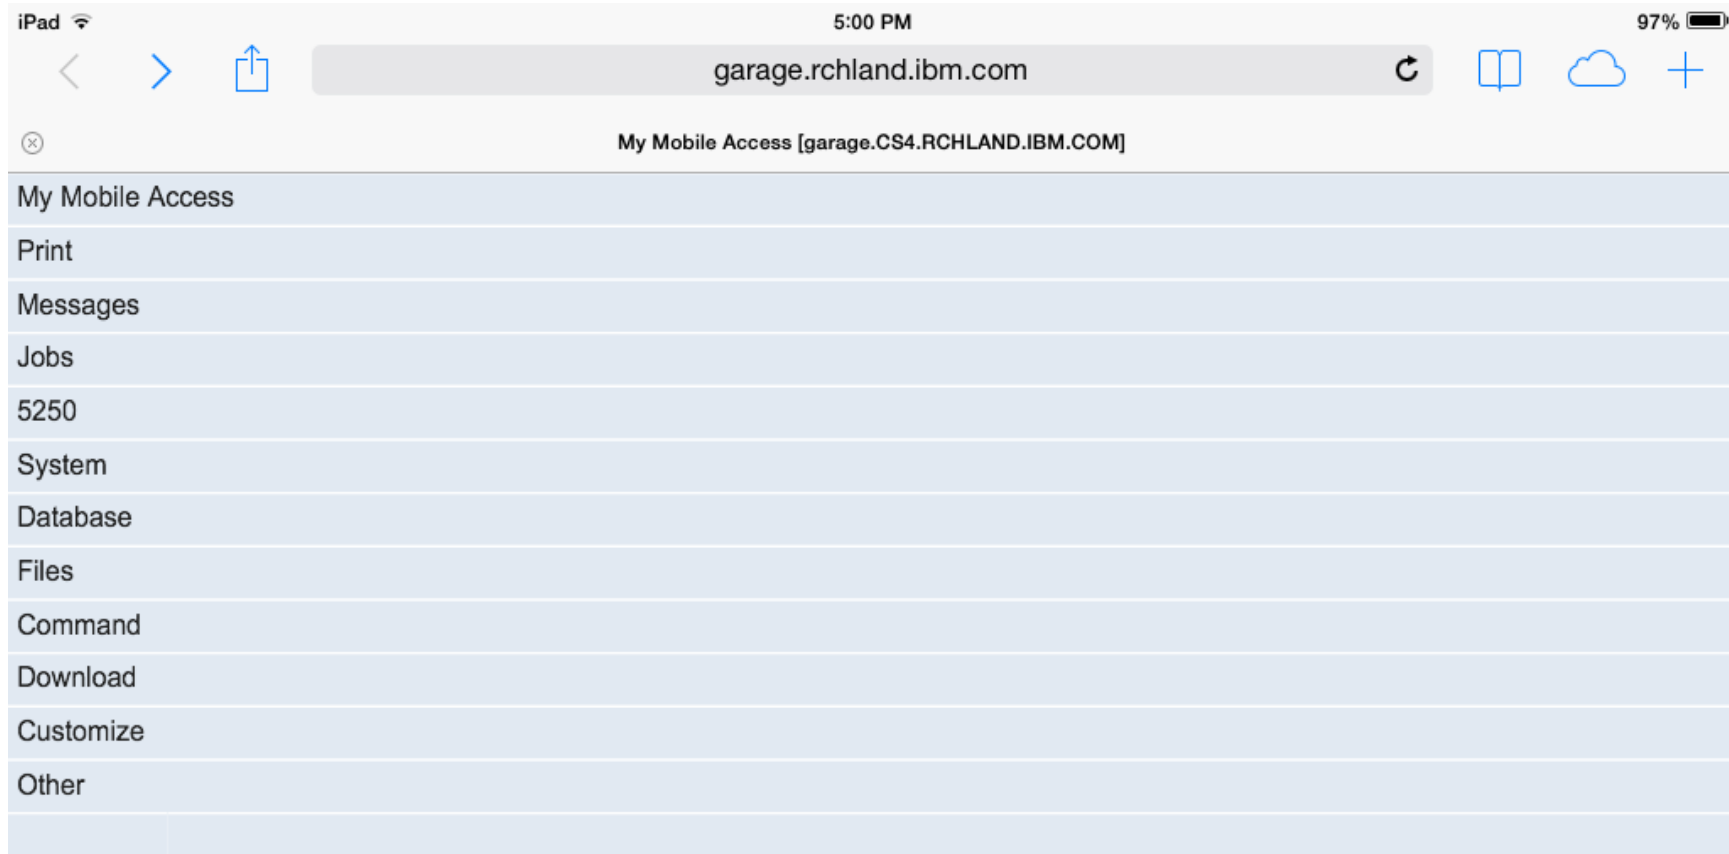 iPad 5:00 PM 97%
garage.rchland.ibm.com
My Mobile Access [garage.CS4.RCHLAND.IBM.COM]
My Mobile Access
Print
Messages
Jobs
5250
System
Database
Files
Command
Download
Customize
Other